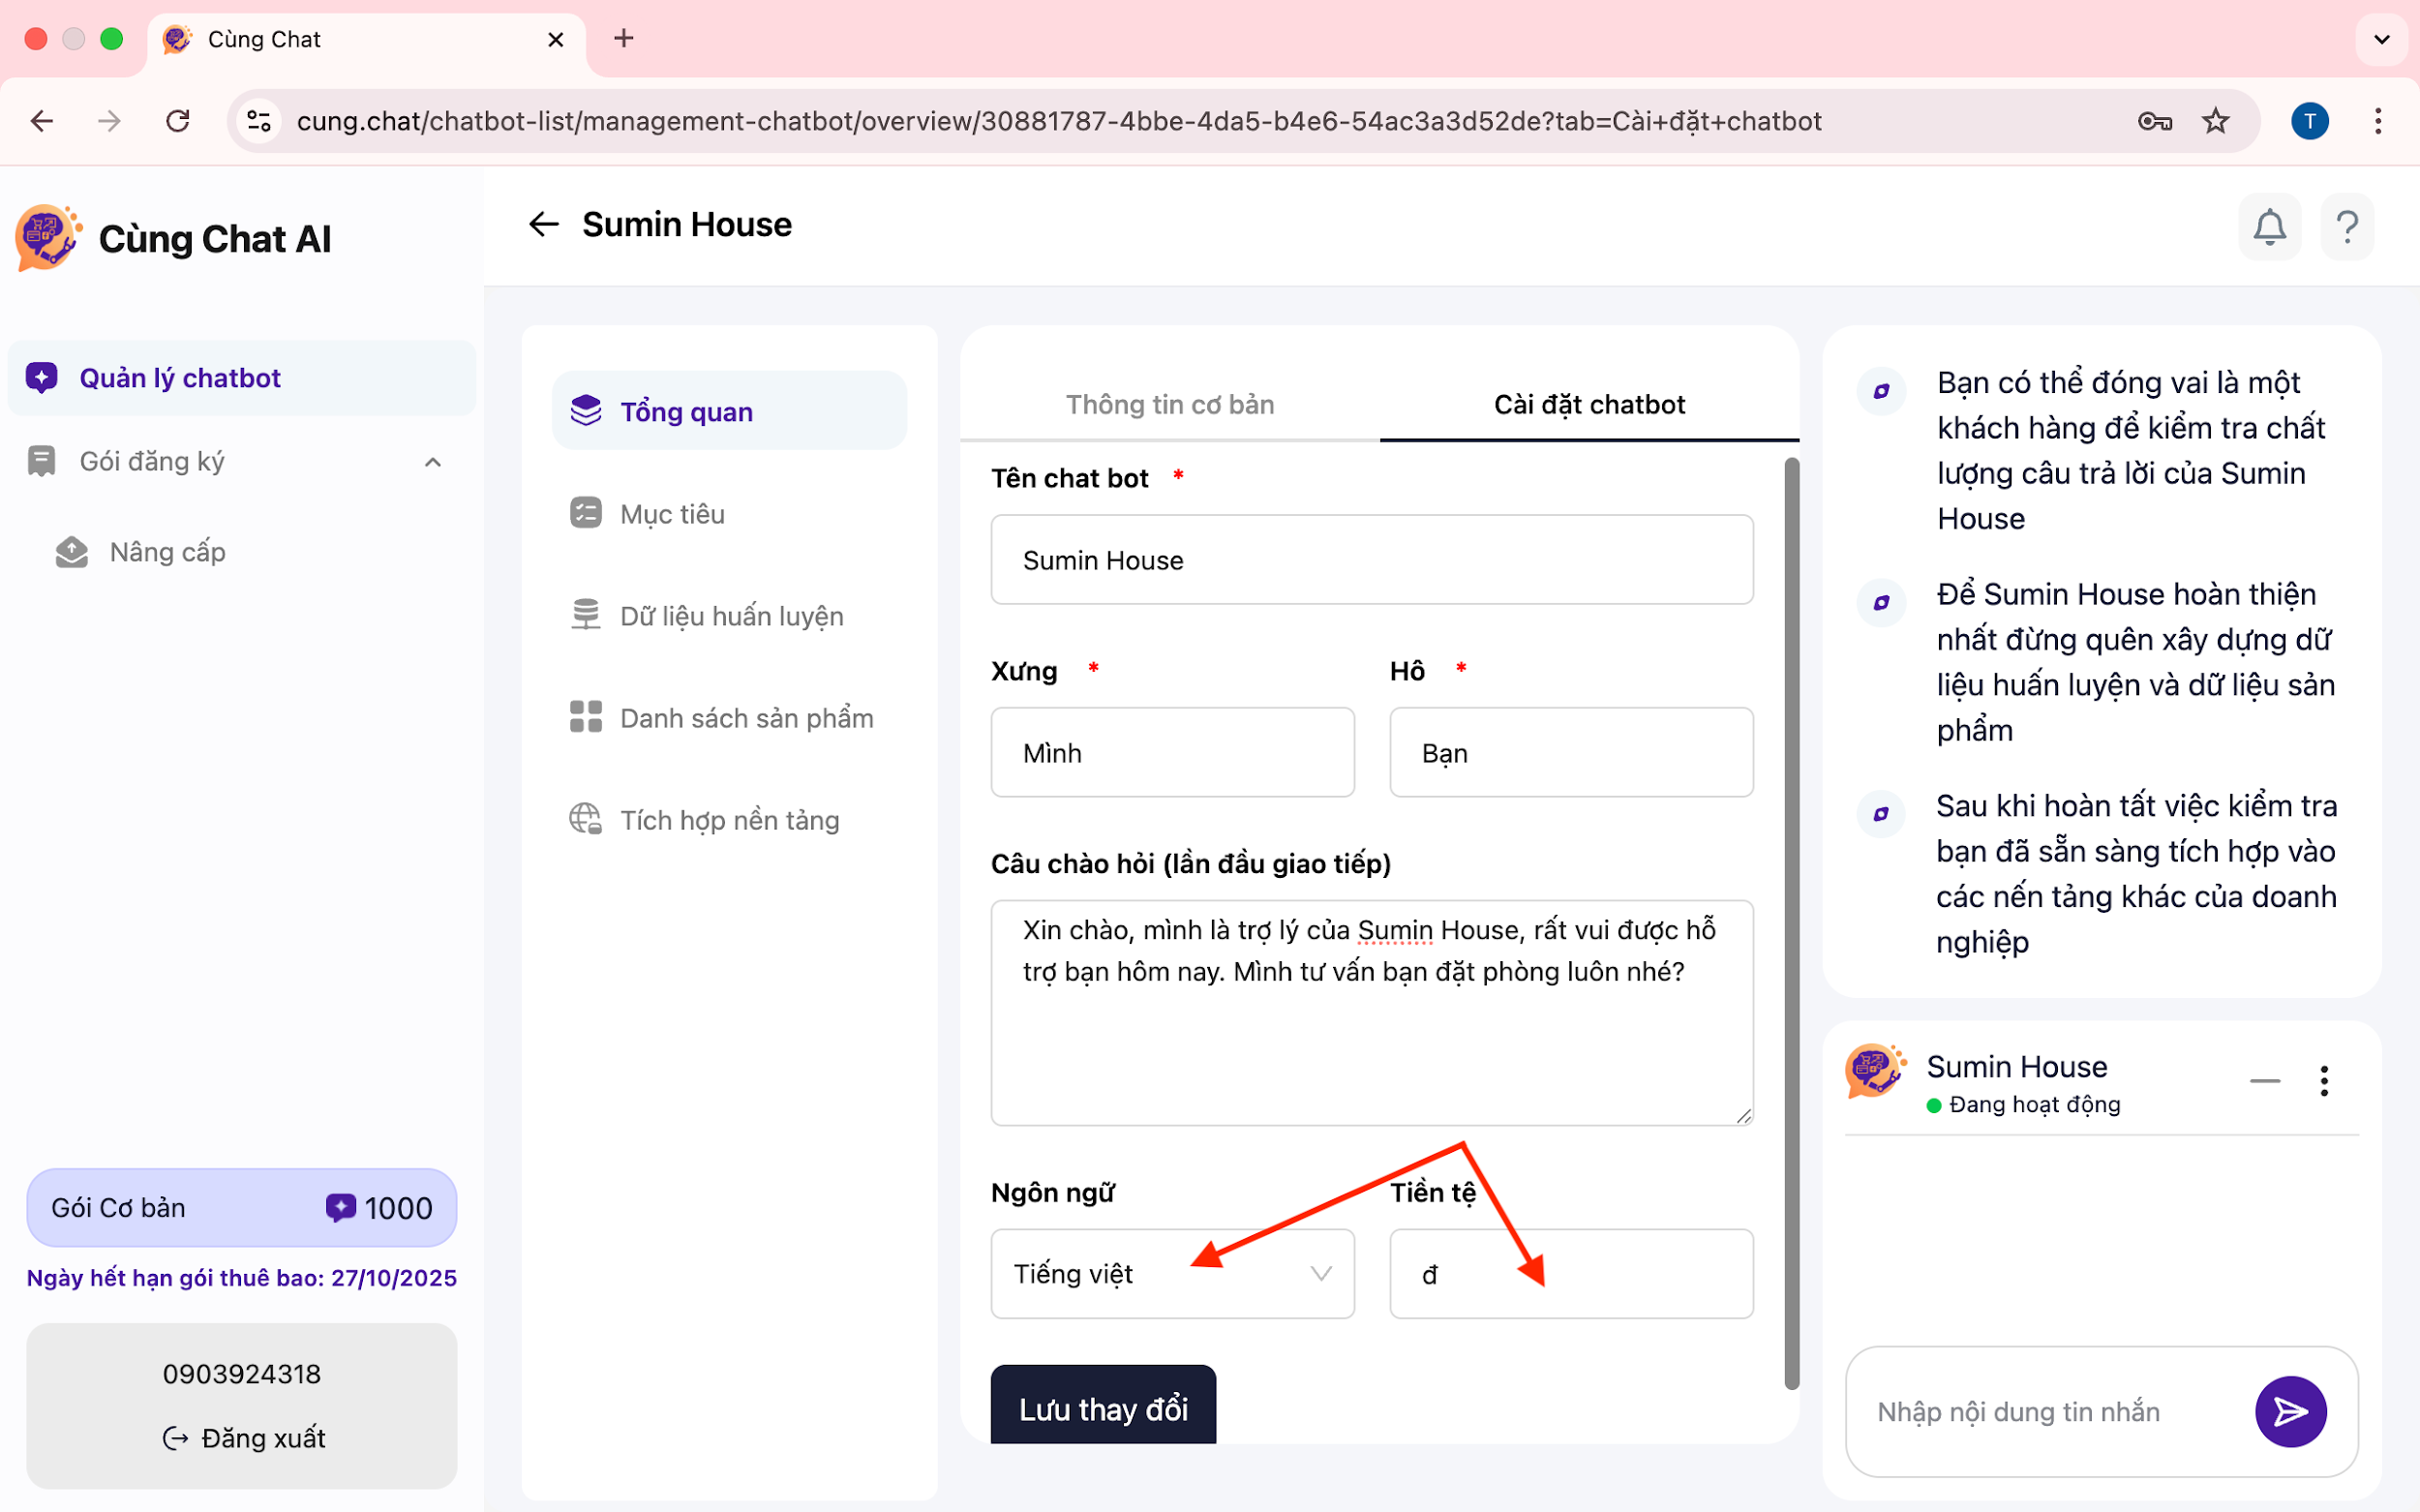 Cùng Chat
cung.chat/chatbot-list/management-chatbot/overview/30881787-4bbe-4da5-b4e6-54ac3a3d52de?tab=Cài+đặt+chatbot
T
Cùng Chat AI
Quản lý chatbot
Gói đăng ký
Nâng cấp
Gói Cơ bản
1000
Ngày hết hạn gói thuê bao: 27/10/2025
0903924318
Đăng xuất
Sumin House
Tổng quan
Mục tiêu
Dữ liệu huấn luyện
Danh sách sản phẩm
Tích hợp nền tảng
Thông tin cơ bản
Cài đặt chatbot
Tên chat bot *
Sumin House
Xưng *
Hô *
Mình
Bạn
Câu chào hỏi (lần đầu giao tiếp)
Xin chào, mình là trợ lý của Sumin House, rất vui được hỗ
trợ bạn hôm nay. Mình tư vấn bạn đặt phòng luôn nhé?
Ngôn ngữ
Tiền tệ
Tiếng việt
đ
Lưu thay đổi
Bạn có thể đóng vai là một
khách hàng để kiểm tra chất
lượng câu trả lời của Sumin
House
Để Sumin House hoàn thiện
nhất đừng quên xây dựng dữ
liệu huấn luyện và dữ liệu sản
phẩm
Sau khi hoàn tất việc kiểm tra
bạn đã sẵn sàng tích hợp vào
các nến tảng khác của doanh
nghiệp
Sumin House
Đang hoạt động
Nhập nội dung tin nhắn